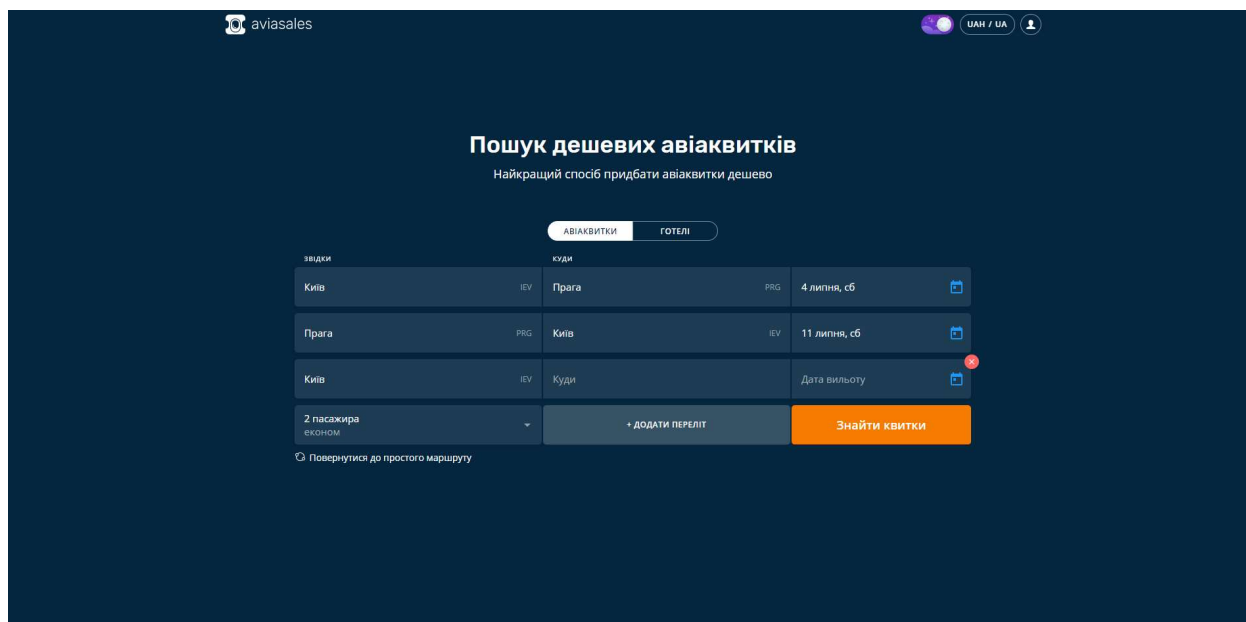 aviasales
UAH / UA
Пошук дешевих авіаквитків
Найкращий спосіб придбати авіаквитки дешево
АВІАКВИТКИ ГОТЕЛІ
ЗВІДКИ КУДИ
Київ IEV Прага PRG 4 липня, сб
Прага PRG Київ IEV 11 липня, сб
Київ IEV Куди Дата вильоту
2 пасажира
економ
+ ДОДАТИ ПЕРЕЛІТ
Знайти квитки
Повернутися до простого маршруту